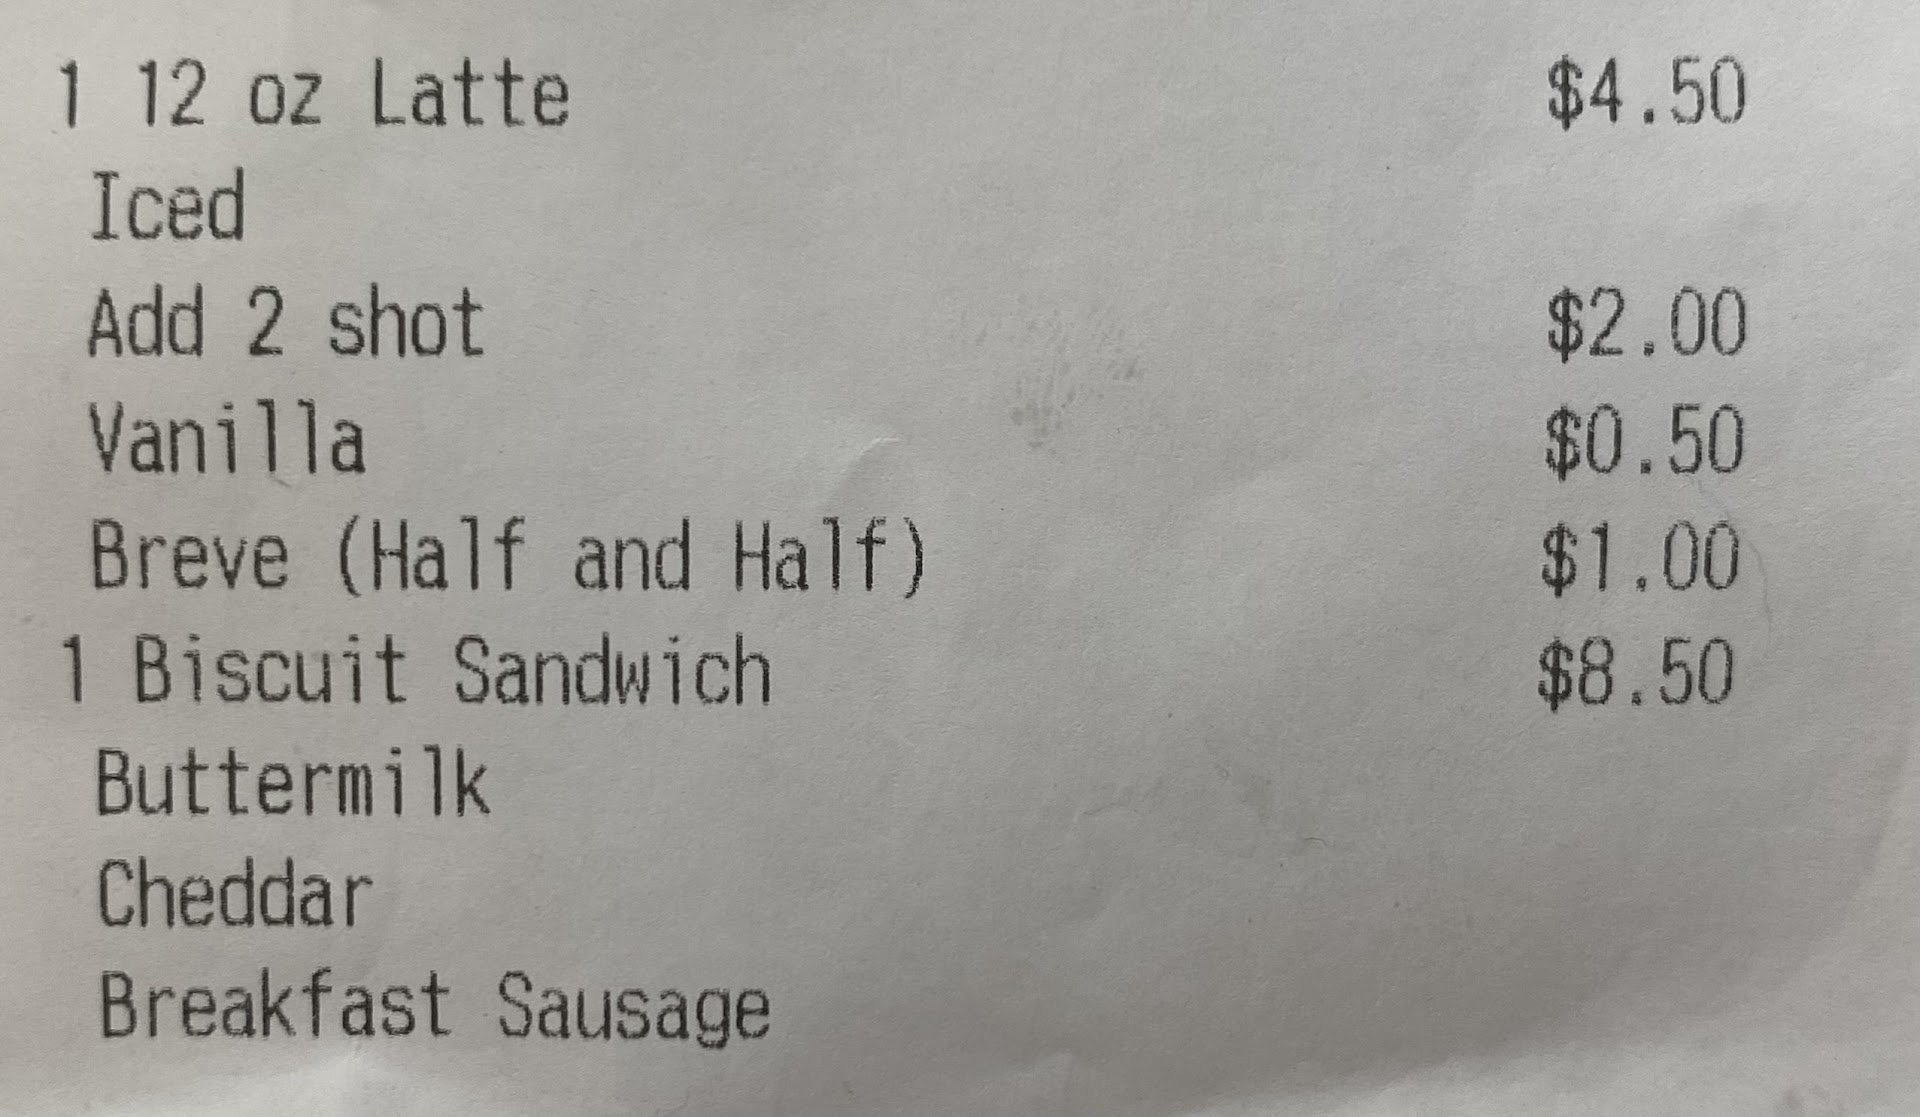 1 12 oz Latte $4.50
Iced
Add 2 shot $2.00
Vanilla $0.50
Breve (Half and Half) $1.00
1 Biscuit Sandwich $8.50
Buttermilk
Cheddar
Breakfast Sausage